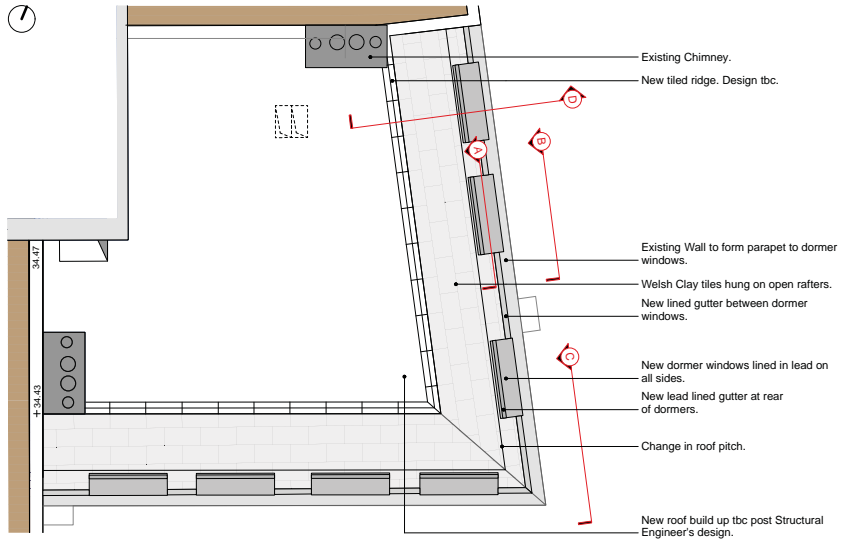 Existing Chimney.
New tiled ridge. Design tbc.
D
B
A
Existing Wall to form parapet to dormer
windows.
34.47
Welsh Clay tiles hung on open rafters.
New lined gutter between dormer
windows.
C
New dormer windows lined in lead on
all sides.
34.43
New lead lined gutter at rear
of dormers.
Change in roof pitch.
New roof build up tbc post Structural
Engineer's design.